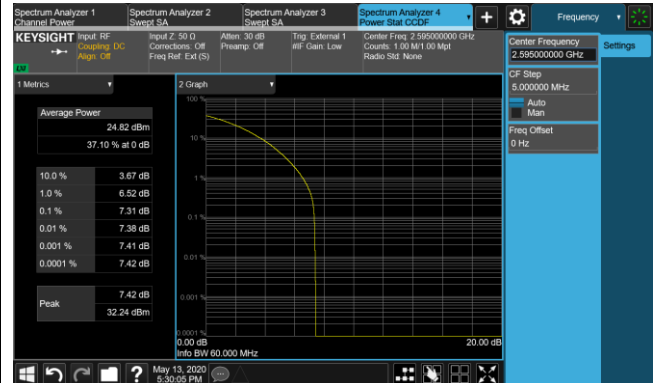 Spectrum Analyzer 1
Channel Power
Spectrum Analyzer 2
Swept SA
Spectrum Analyzer 3
Swept SA
Spectrum Analyzer 4
Power Stat CCDF
Frequency
KEYSIGHT
Input: RF
Coupling: DC
Align: Off
Input Z: 50 Ω
Corrections: Off
Freq Ref: Ext (S)
Atten: 30 dB
Preamp: Off
Trig: External 1
#IF Gain: Low
Center Freq: 2.595000000 GHz
Counts: 1.00 M/1.00 Mpt
Radio Std: None
LXI
1 Metrics
Average Power
24.82 dBm
37.10 % at 0 dB
10.0 % 3.67 dB
1.0 % 6.52 dB
0.1 % 7.31 dB
0.01 % 7.38 dB
0.001 % 7.41 dB
0.0001 % 7.42 dB
Peak
7.42 dB
32.24 dBm
2 Graph
100 %
10 %
1 %
0.1 %
0.01 %
0.001 %
0.0001 %
0.00 dB
20.00 dB
Info BW 60.000 MHz
Center Frequency
2.595000000 GHz
Settings
CF Step
5.000000 MHz
Auto
Man
Freq Offset
0 Hz
May 13, 2020
5:30:05 PM